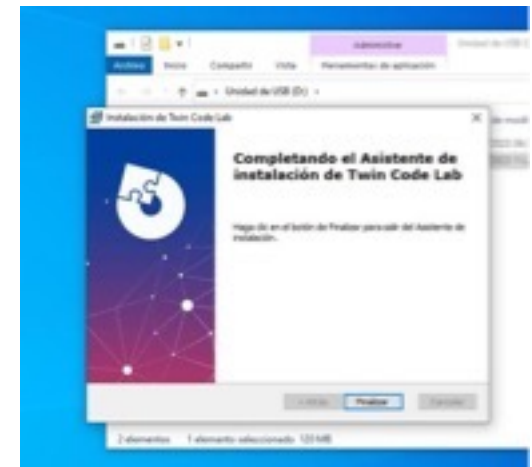 Administrar
Archivo Inicio Compartir Vista Herramientas de aplicación
Unidad de USB (D:)
Instalación de Twin Code Lab
Completando el Asistente de
instalación de Twin Code Lab
Haga clic en el botón de Finalizar para salir del Asistente de
instalación.
< Atrás Finalizar Cancelar
2 elementos 1 elemento seleccionado 120 MB